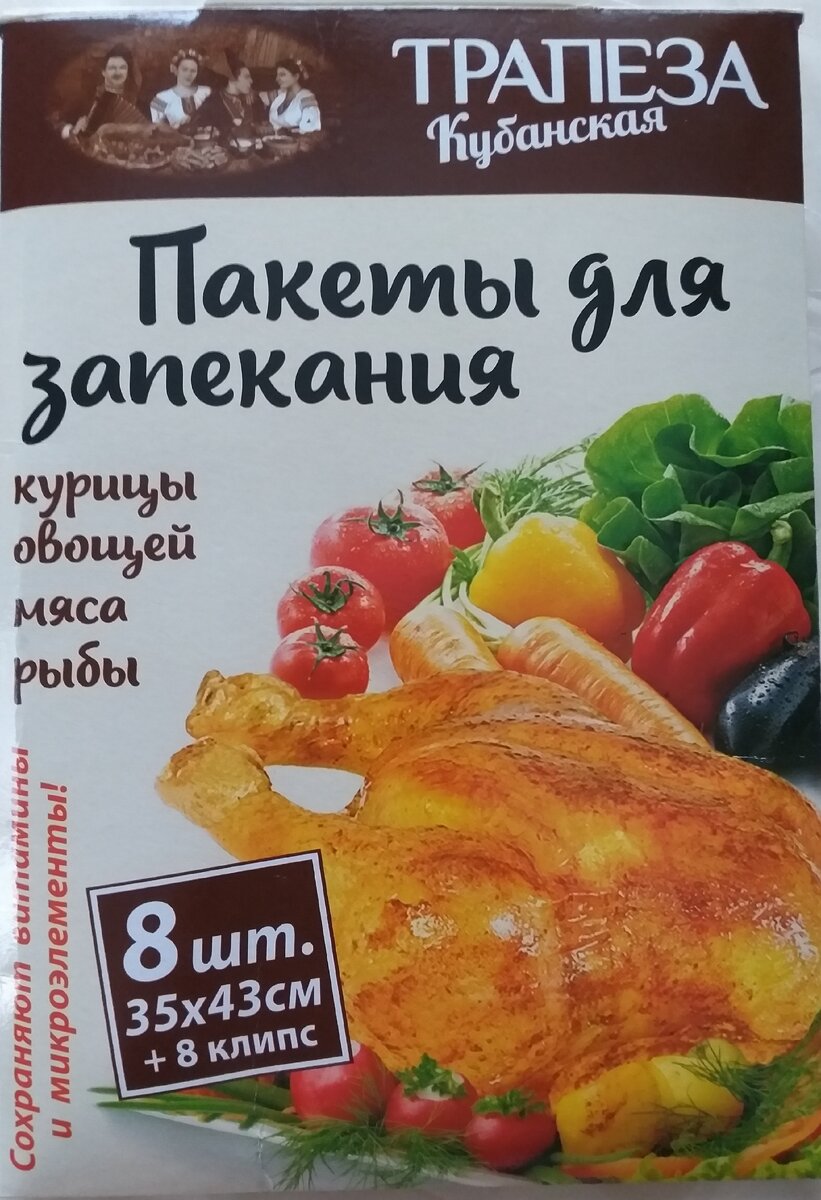 ТРАПЕЗА
Кубанская
Пакеты для
запекания
курицы
овощей
мяса
рыбы
Сохраняют витамины
и микроэлементы!
8 шт.
35х43см
+ 8 клипс